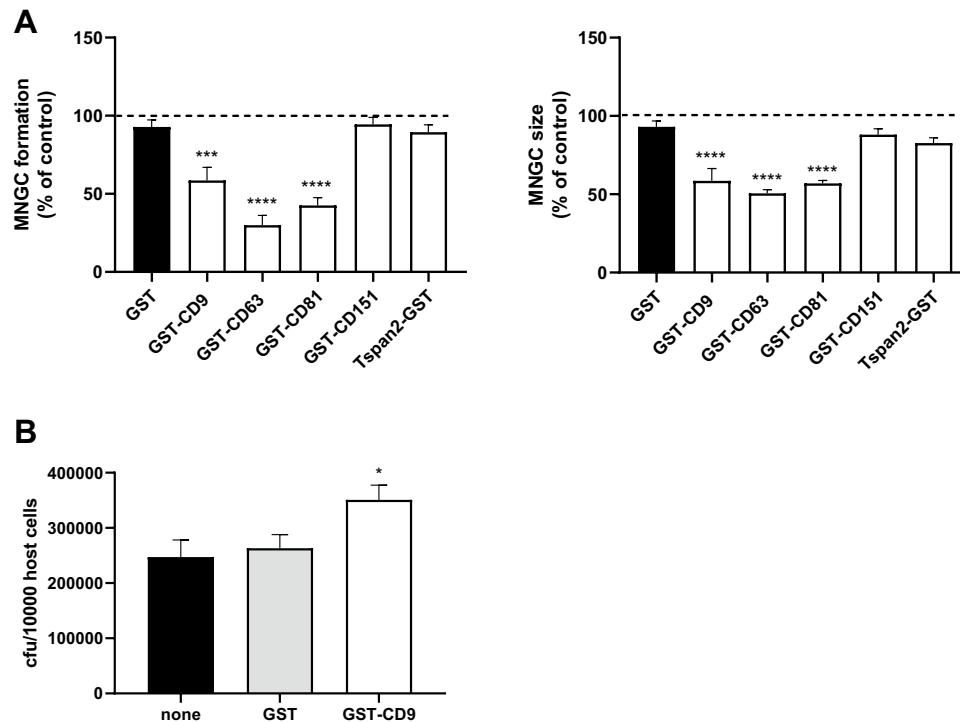 A
MNGC formation
(% of control)
150
100
50
0
***
****
****
GST
GST-CD9
GST-CD63
GST-CD81
GST-CD151
Tspan2-GST
MNGC size
(% of control)
150
100
50
0
****
****
****
GST
GST-CD9
GST-CD63
GST-CD81
GST-CD151
Tspan2-GST
B
cfu/10000 host cells
400000
300000
200000
100000
0
*
none
GST
GST-CD9